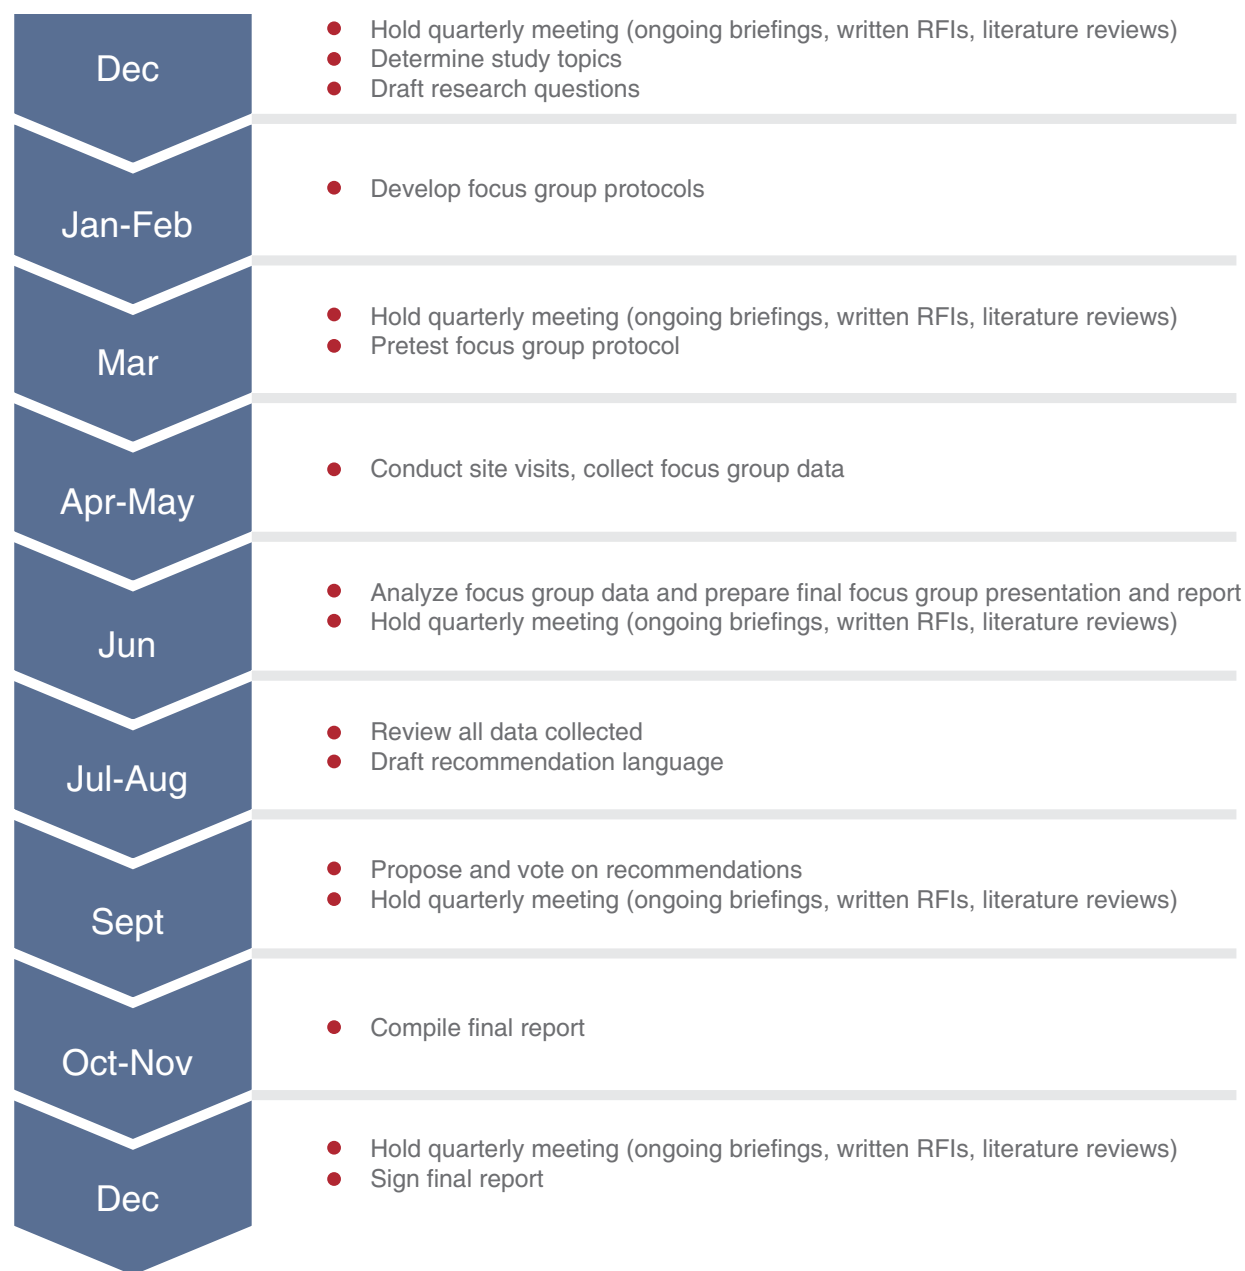 Dec
Hold quarterly meeting (ongoing briefings, written RFIs, literature reviews)
Determine study topics
Draft research questions
Jan-Feb
Develop focus group protocols
Mar
Hold quarterly meeting (ongoing briefings, written RFIs, literature reviews)
Pretest focus group protocol
Apr-May
Conduct site visits, collect focus group data
Jun
Analyze focus group data and prepare final focus group presentation and report
Hold quarterly meeting (ongoing briefings, written RFIs, literature reviews)
Jul-Aug
Review all data collected
Draft recommendation language
Sept
Propose and vote on recommendations
Hold quarterly meeting (ongoing briefings, written RFIs, literature reviews)
Oct-Nov
Compile final report
Dec
Hold quarterly meeting (ongoing briefings, written RFIs, literature reviews)
Sign final report